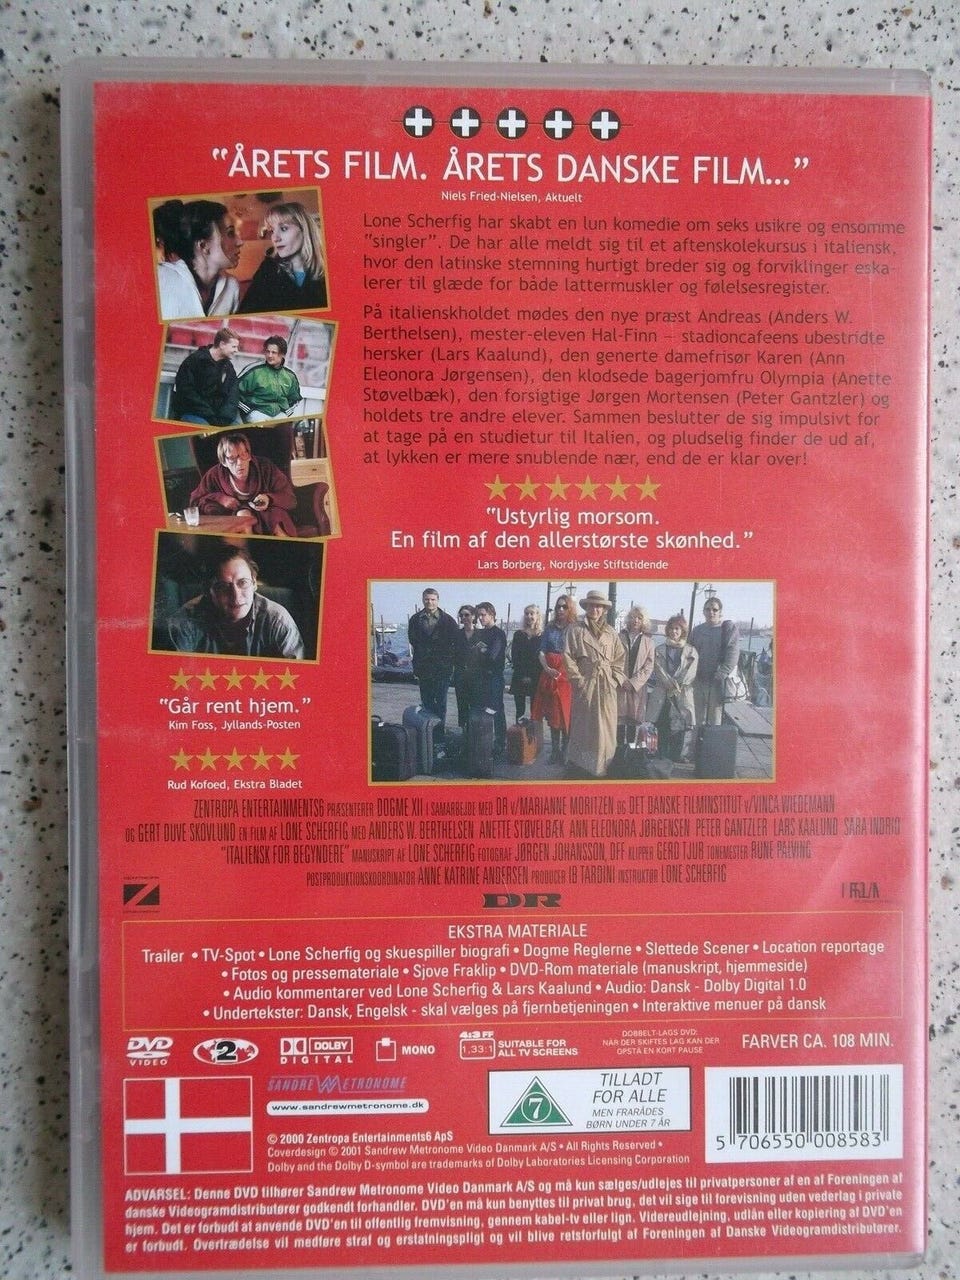 “ÅRETS FILM. ÅRETS DANSKE FILM...”
Niels Fried-Nielsen, Aktuelt
Lone Scherfig har skabt en lun komedie om seks usikre og ensomme
“singler”. De har alle meldt sig til et aftenskolekursus i italiensk,
hvor den latinske stemning hurtigt breder sig og forviklinger eska-
lerer til glæde for både lattermuskler og følelsesregister.
På italienskholdet mødes den nye præst Andreas (Anders W.
Berthelsen), mester-eleven Hal-Finn – stadioncafeens ubestridte
hersker (Lars Kaalund), den generte damefrisør Karen (Ann
Eleonora Jørgensen), den klodsede bagerjomfru Olympia (Anette
Støvelbæk), den forsigtige Jørgen Mortensen (Peter Gantzler) og
holdets tre andre elever. Sammen beslutter de sig impulsivt for
at tage på en studietur til Italien, og pludselig finder de ud af,
at lykken er mere snublende nær, end de er klar over!
“Ustyrlig morsom.
En film af den allerstørste skønhed.”
Lars Borberg, Nordjyske Stiftstidende
“Går rent hjem.”
Kim Foss, Jyllands-Posten
Rud Kofoed, Ekstra Bladet
ZENTROPA ENTERTAINMENTS6 PRÆSENTERER DOGME XII I SAMARBEJDE MED DR V/MARIANNE MORITZEN OG DET DANSKE FILMINSTITUT V/VINCA WIEDEMANN
OG GERT DUVE SKOVLUND EN FILM AF LONE SCHERFIG MED ANDERS W. BERTHELSEN ANETTE STØVELBÆK ANN ELEONORA JØRGENSEN PETER GANTZLER LARS KAALUND SARA INDRIO
“ITALIENSK FOR BEGYNDERE” MANUSKRIPT AF LONE SCHERFIG FOTOGRAF JØRGEN JOHANSSON, DFF KLIPPER GERD TJUR TONEMESTER RUNE PALVING
POSTPRODUKTIONSKOORDINATOR ANNE KATRINE ANDERSEN PRODUCER IB TARDINI INSTRUKTØR LONE SCHERFIG
DR
EKSTRA MATERIALE
Trailer • TV-Spot • Lone Scherfig og skuespiller biografi • Dogme Reglerne • Slettede Scener • Location reportage
• Fotos og pressemateriale • Sjove Fraklip • DVD-Rom materiale (manuskript, hjemmeside)
• Audio kommentarer ved Lone Scherfig & Lars Kaalund • Audio: Dansk - Dolby Digital 1.0
• Undertekster: Dansk, Engelsk - skal vælges på fjernbetjeningen • Interaktive menuer på dansk
DVD
VIDEO
2
DOLBY
DIGITAL
MONO
4:3 FF
1,33:1
SUITABLE FOR
ALL TV SCREENS
DOBBELT-LAGS DVD:
NÅR DER SKIFTES LAG KAN DER
OPSTÅ EN KORT PAUSE
FARVER CA. 108 MIN.
SANDREW METRONOME
www.sandrewmetronome.dk
7
TILLADT
FOR ALLE
MEN FRARÅDES
BØRN UNDER 7 ÅR
5 706550 008583
© 2000 Zentropa Entertainments6 ApS
Coverdesign © 2001 Sandrew Metronome Video Danmark A/S • All Rights Reserved •
Dolby and the Dolby D-symbol are trademarks of Dolby Laboratories Licensing Corporation
ADVARSEL: Denne DVD tilhører Sandrew Metronome Video Danmark A/S og må kun sælges/udlejes til privatpersoner af en af Foreningen af
danske Videogramdistributører godkendt forhandler. DVD'en må kun benyttes til privat brug, det vil sige til forevisning uden vederlag i private
hjem. Det er forbudt at anvende DVD'en til offentlig fremvisning, gennem kabel-tv eller lign. Videreudlejning, udlån eller kopiering af DVD'en
er forbudt. Overtrædelse vil medføre straf og erstatningspligt og vil blive retsforfulgt af Foreningen af Danske Videogramdistributører.